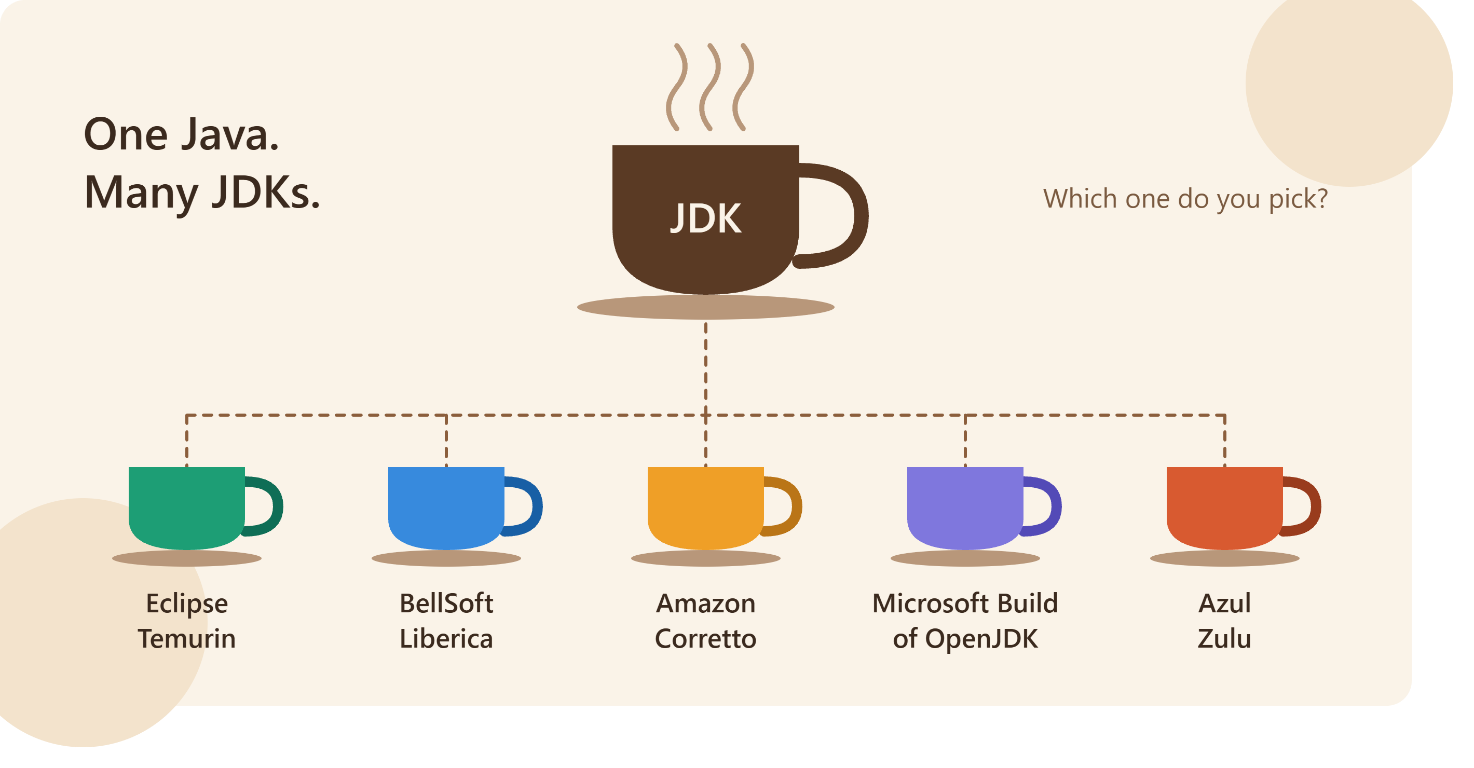 One Java.
Many JDKs.
JDK
Which one do you pick?
Eclipse
Temurin
BellSoft
Liberica
Amazon
Corretto
Microsoft Build
of OpenJDK
Azul
Zulu